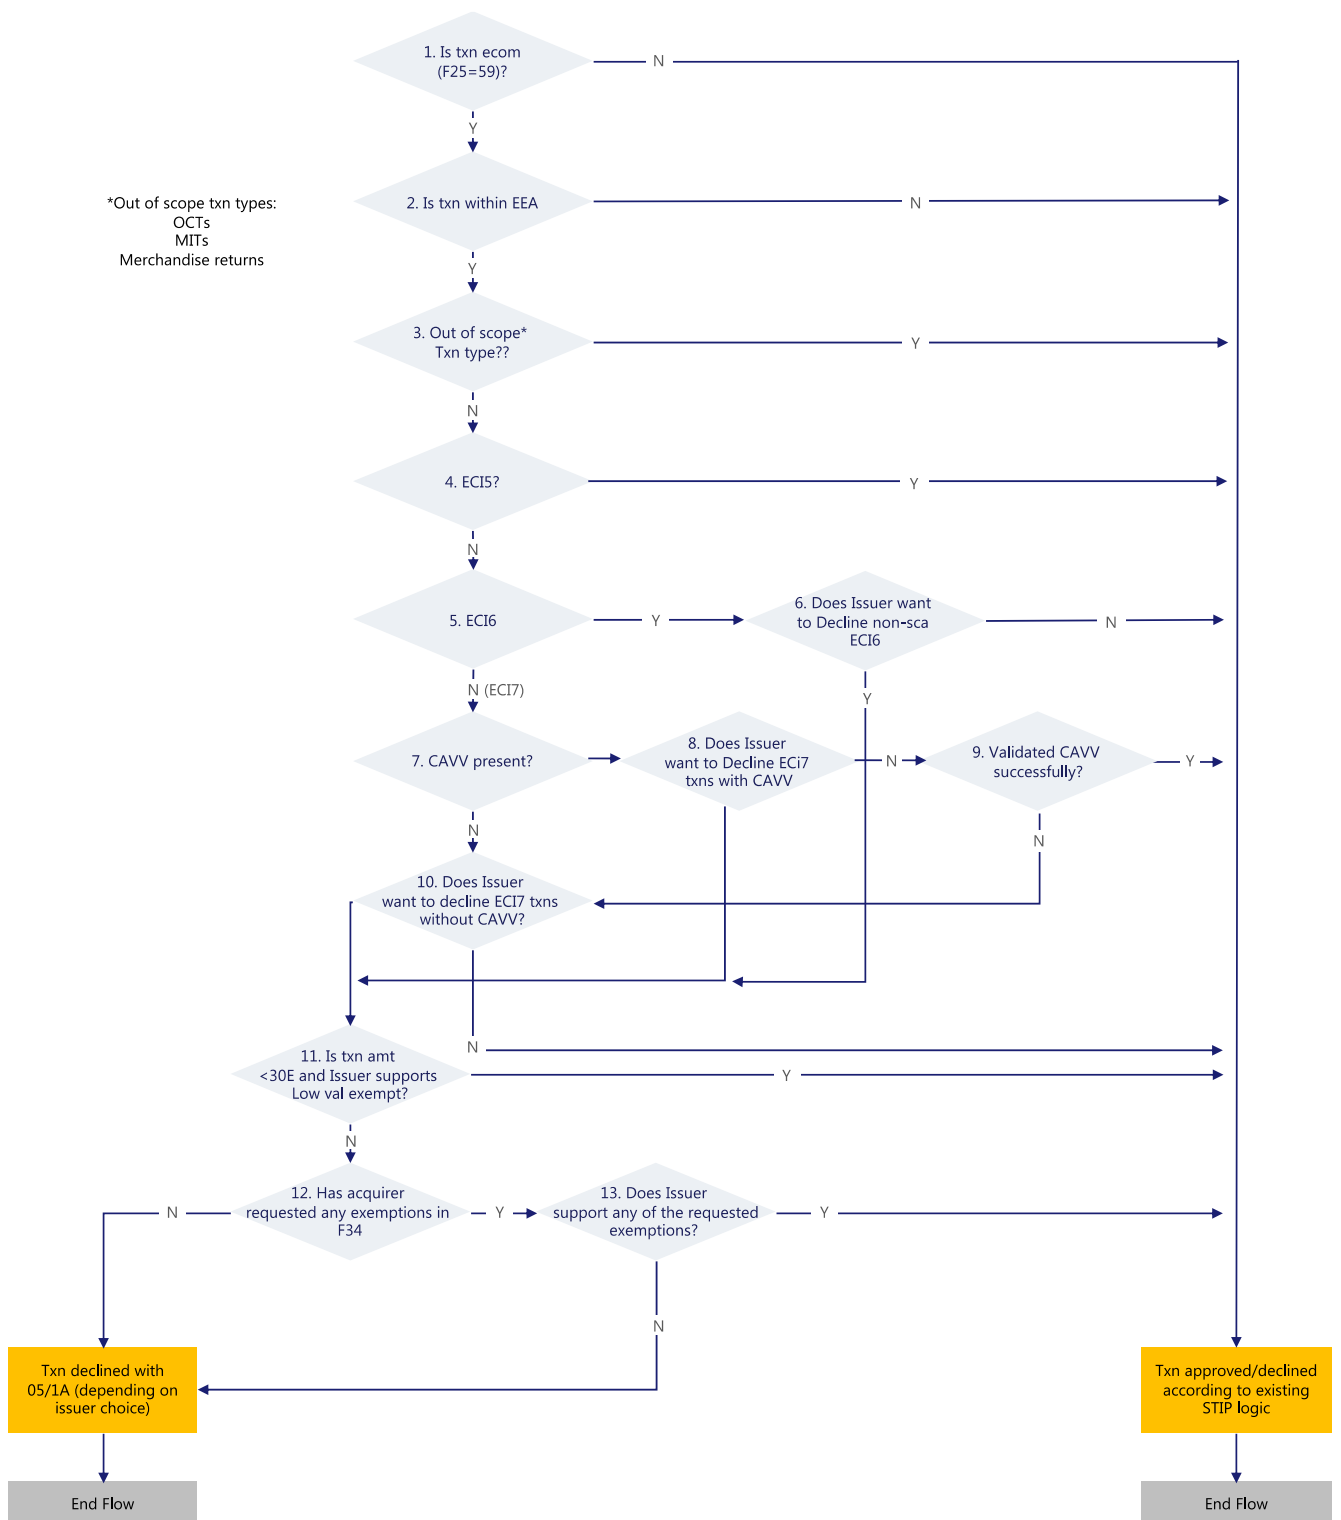 1. Is txn ecom
(F25=59)?
N
Y
*Out of scope txn types:
OCTs
MITs
Merchandise returns
2. Is txn within EEA
N
Y
3. Out of scope*
Txn type??
Y
N
4. ECI5?
Y
N
5. ECI6
Y
6. Does Issuer want
to Decline non-sca
ECI6
N
N (ECI7)
Y
7. CAVV present?
8. Does Issuer
want to Decline ECi7
txns with CAVV
N
9. Validated CAVV
successfully?
Y
N
N
10. Does Issuer
want to decline ECI7 txns
without CAVV?
N
11. Is txn amt
<30E and Issuer supports
Low val exempt?
Y
N
12. Has acquirer
requested any exemptions in
F34
N
Y
13. Does Issuer
support any of the requested
exemptions?
Y
N
Txn declined with
05/1A (depending on
issuer choice)
Txn approved/declined
according to existing
STIP logic
End Flow
End Flow